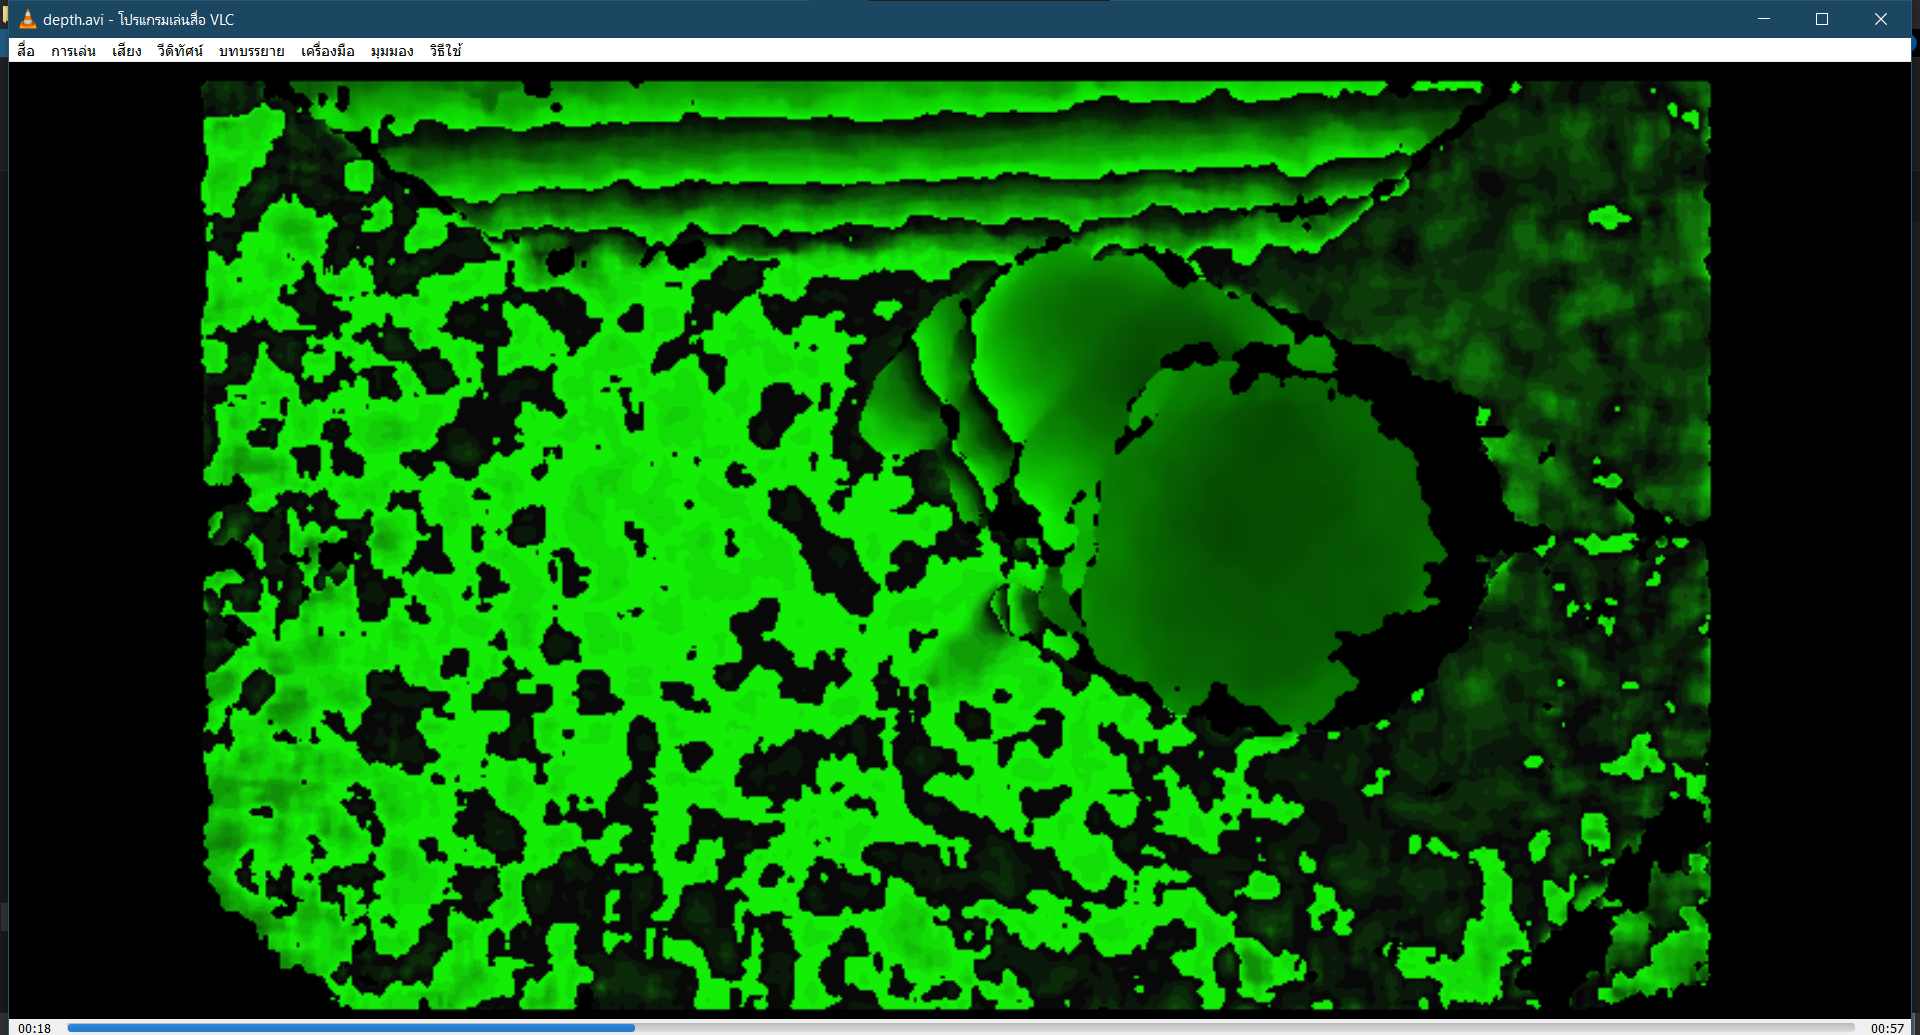 depth.avi - โปรแกรมเล่นสื่อ VLC
สื่อ การเล่น เสียง วีดิทัศน์ บทบรรยาย เครื่องมือ มุมมอง วิธีใช้
00:18 00:57